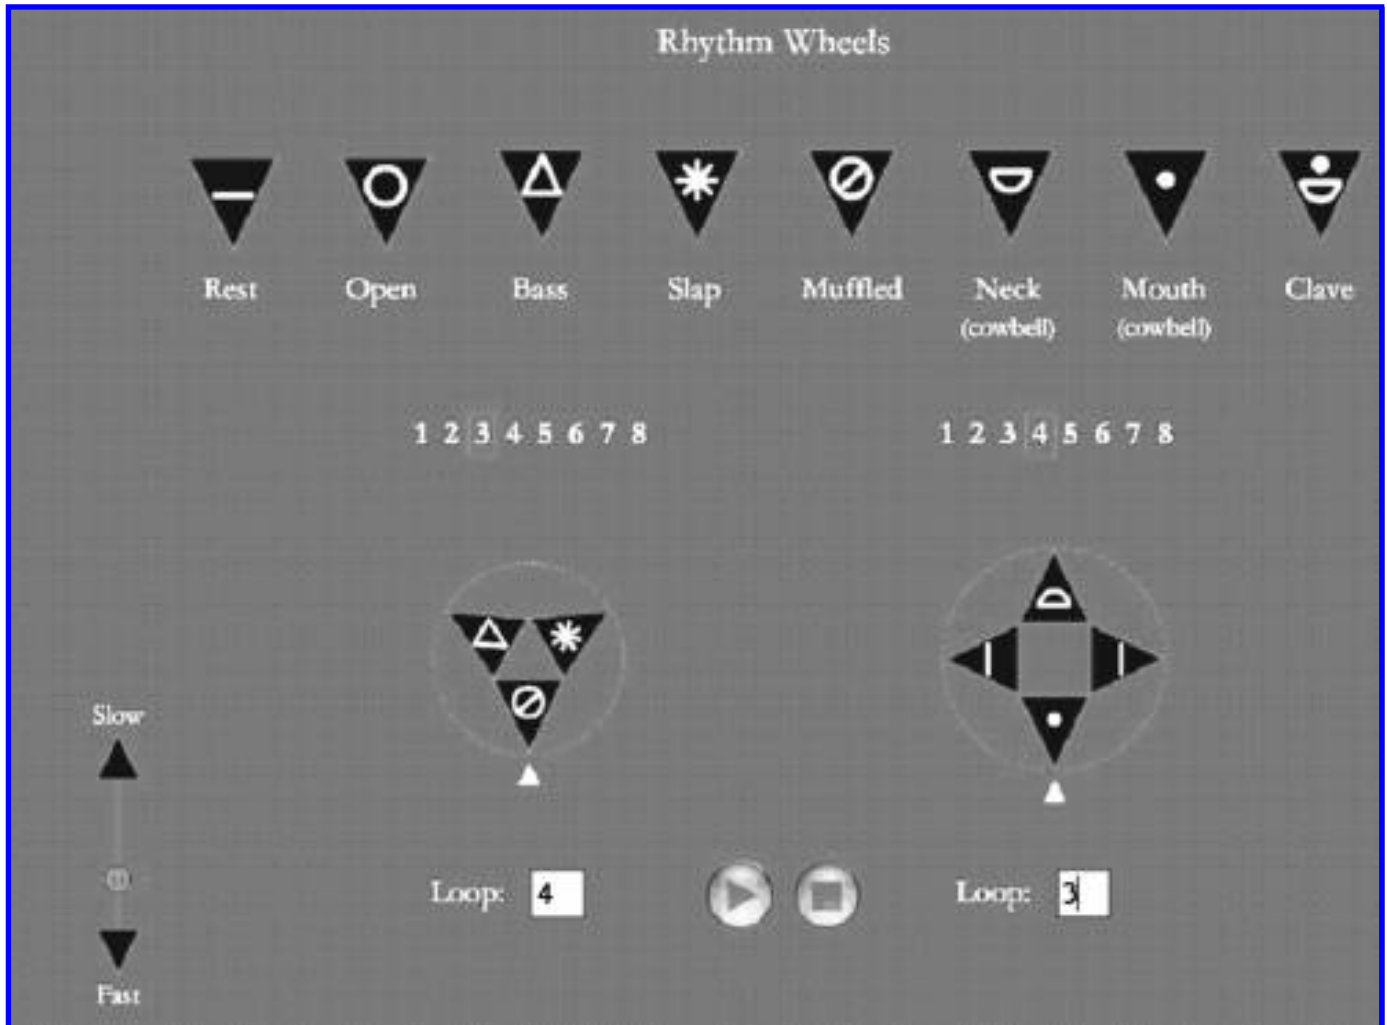 Rhythm Wheels
Rest Open Bass Slap Muffled Neck Mouth Clave
(cowbell) (cowbell)
1 2 3 4 5 6 7 8 1 2 3 4 5 6 7 8
Slow
Loop: 4 Loop: 3
Fast